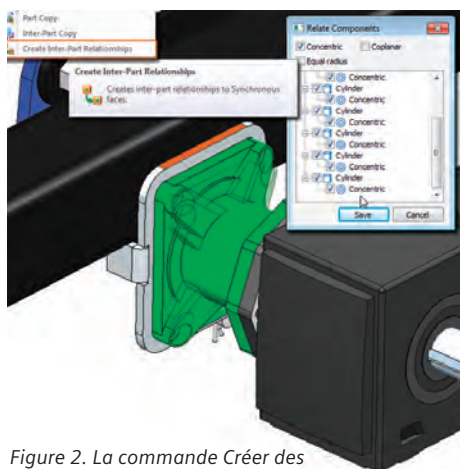 Part Copy
Inter-Part Copy
Create Inter-Part Relationships
Create Inter-Part Relationships
Creates inter-part relationships to Synchronous
faces.
Relate Components
Concentric Coplanar
Equal radius
Concentric
Cylinder
Concentric
Cylinder
Concentric
Cylinder
Concentric
Cylinder
Concentric
Save Cancel
Figure 2. La commande Créer des